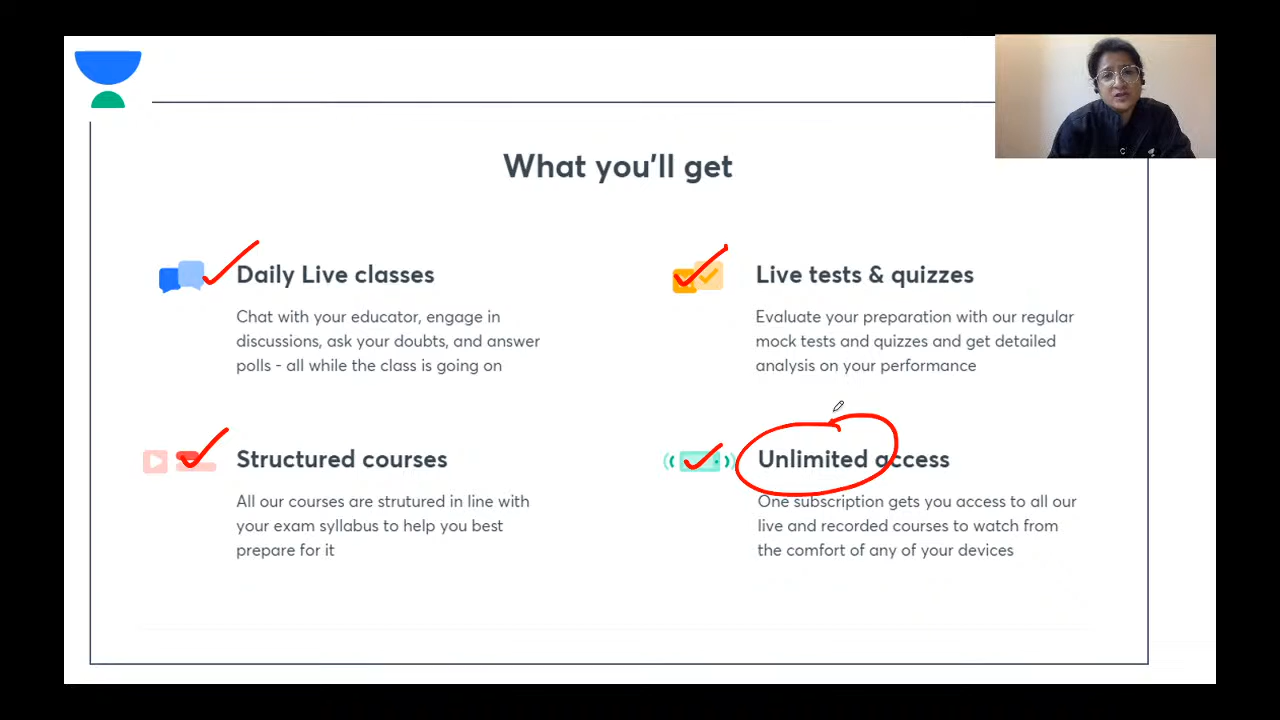 What you'll get
Daily Live classes
Chat with your educator, engage in
discussions, ask your doubts, and answer
polls - all while the class is going on
Live tests & quizzes
Evaluate your preparation with our regular
mock tests and quizzes and get detailed
analysis on your performance
Structured courses
All our courses are strutured in line with
your exam syllabus to help you best
prepare for it
Unlimited access
One subscription gets you access to all our
live and recorded courses to watch from
the comfort of any of your devices